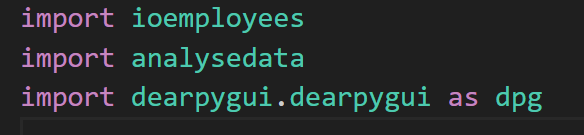 import ioemployees
import analysedata
import dearpygui.dearpygui as dpg